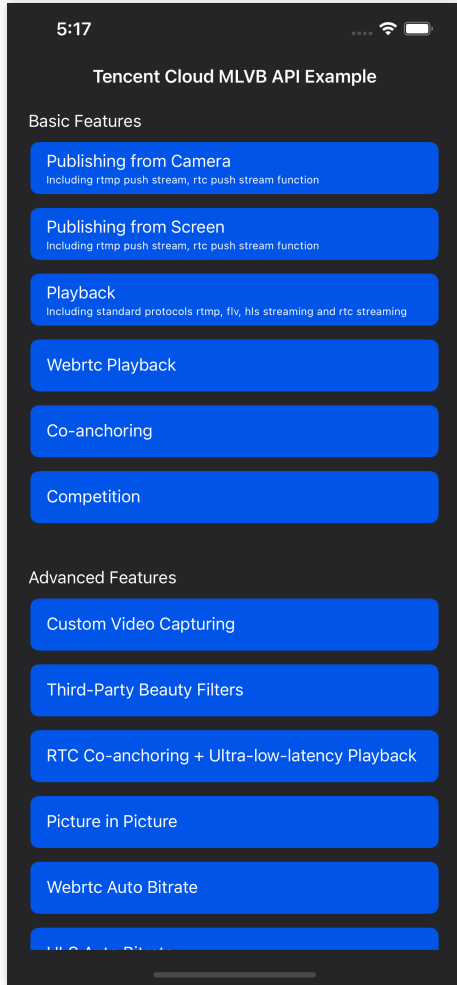 5:17
Tencent Cloud MLVB API Example
Basic Features
Publishing from Camera
Including rtmp push stream, rtc push stream function
Publishing from Screen
Including rtmp push stream, rtc push stream function
Playback
Including standard protocols rtmp, flv, hls streaming and rtc streaming
Webrtc Playback
Co-anchoring
Competition
Advanced Features
Custom Video Capturing
Third-Party Beauty Filters
RTC Co-anchoring + Ultra-low-latency Playback
Picture in Picture
Webrtc Auto Bitrate
HLS Auto Bitrate